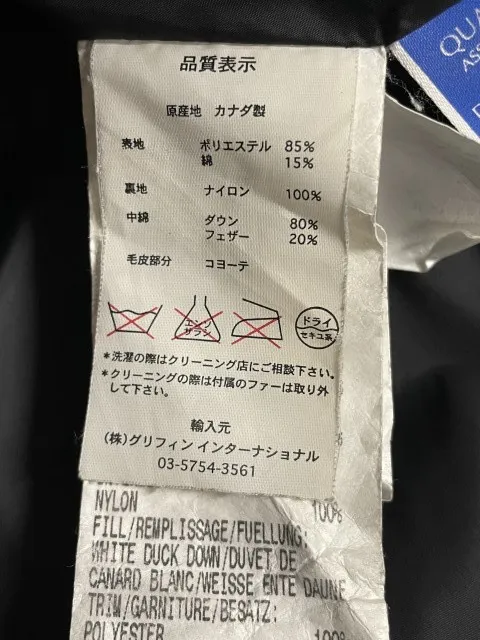 品質表示
原産地 カナダ製
表地 ポリエステル 85%
綿 15%
裏地 ナイロン 100%
中綿 ダウン 80%
フェザー 20%
毛皮部分 コヨーテ
エンソ
サラシ
ドライ
セキユ系
*洗濯の際はクリーニング店にご相談下さい。
*クリーニングの際は付属のファーは取り外
して下さい。
輸入元
(株)グリフィン インターナショナル
03-5754-3561
NYLON 100%
FILL/REMPLISSAGE/FUELLUNG:
WHITE DUCK DOWN/DUVET DE
CANARD BLANC/WEISSE ENTE DAUNE
TRIM/GARNITURE/BESATZ:
POLYESTER 100%